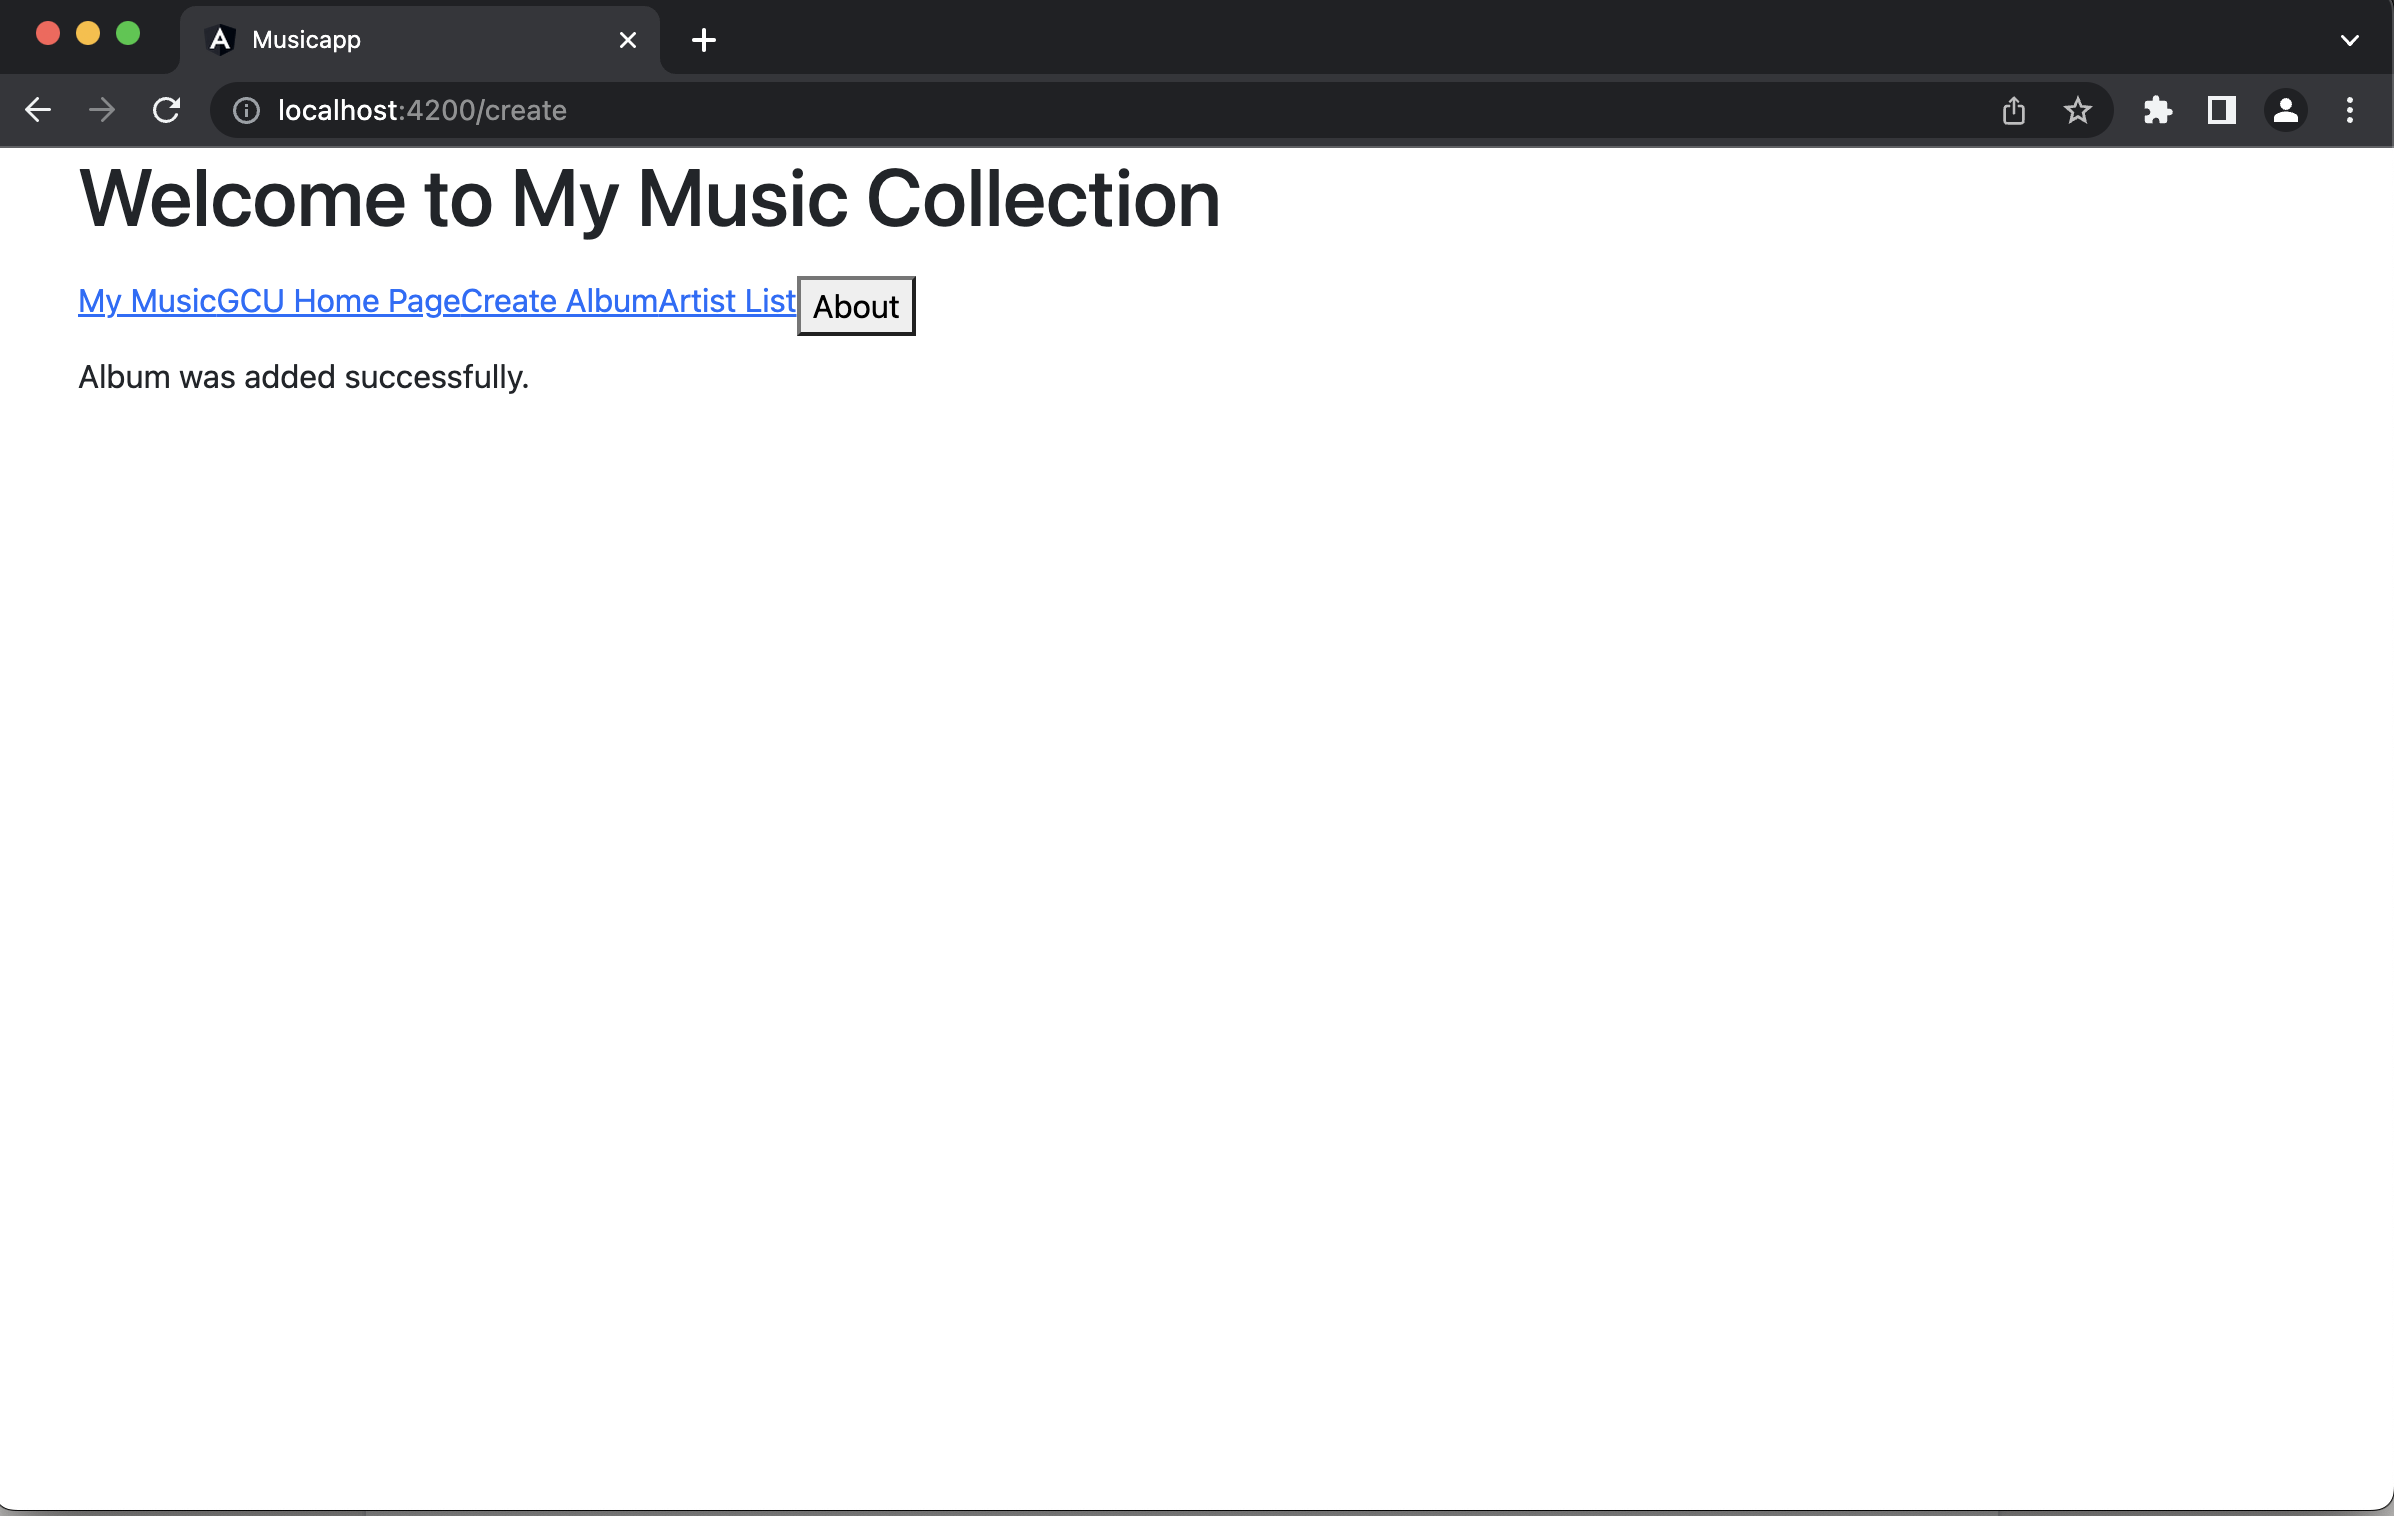 Musicapp
localhost:4200/create
Welcome to My Music Collection
My MusicGCU Home PageCreate AlbumArtist List About
Album was added successfully.